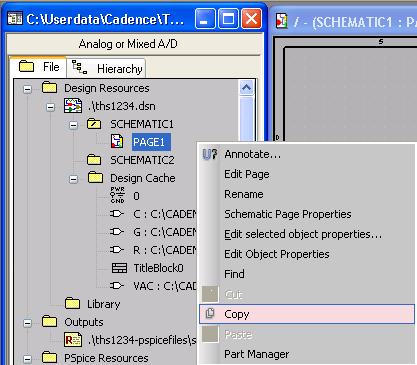 C:\Userdata\Cadence\T...
/ - (SCHEMATIC1 : P
Analog or Mixed A/D
File
Hierarchy
Design Resources
.\ths1234.dsn
SCHEMATIC1
PAGE1
SCHEMATIC2
Design Cache
PWR
GND
0
C : C:\CADEN
G : C:\CADEN
R : C:\CADEN
TitleBlock0
VAC : C:\CA
Library
Outputs
.\ths1234-pspicefiles\s
PSpice Resources
U?
Annotate...
Edit Page
Rename
Schematic Page Properties
Edit selected object properties...
Edit Object Properties
Find
Cut
Copy
Paste
Part Manager